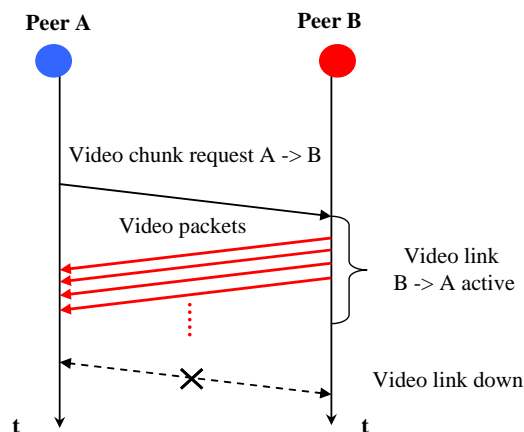 Peer A
Peer B
Video chunk request A -> B
Video packets
Video link
B -> A active
Video link down
t
t